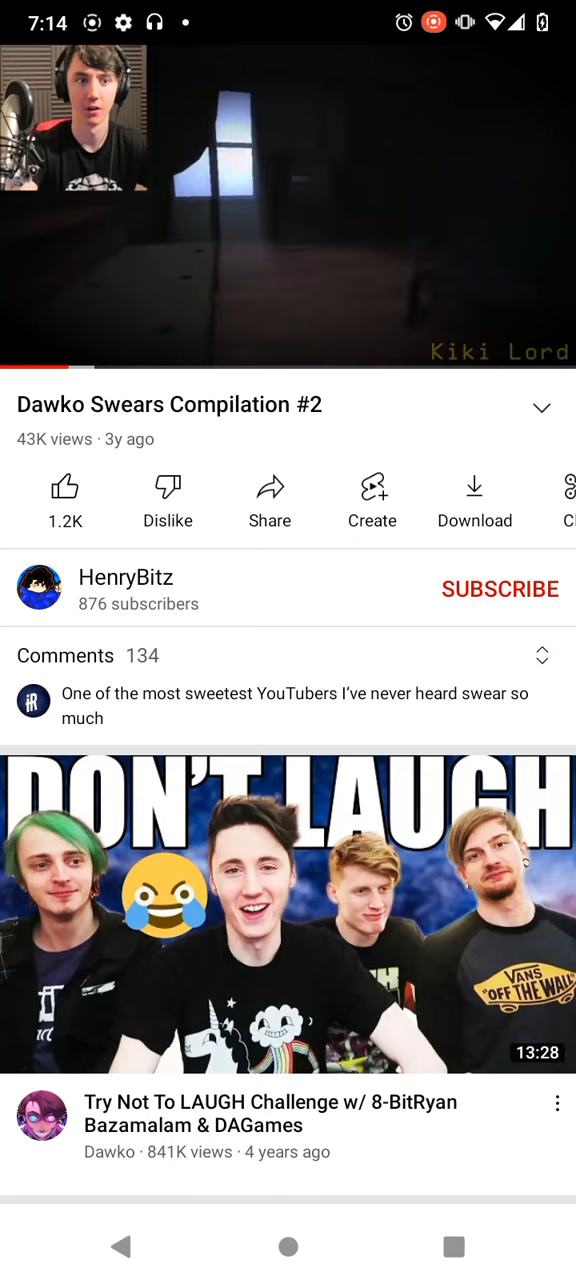 7:14
Kiki Lord
Dawko Swears Compilation #2
43K views · 3y ago
1.2K
Dislike
Share
Create
Download
Cl
HenryBitz
876 subscribers
SUBSCRIBE
Comments 134
One of the most sweetest YouTubers I’ve never heard swear so
much
DON'T LAUGH
VANS
"OFF THE WALL"
13:28
Try Not To LAUGH Challenge w/ 8-BitRyan
Bazamalam & DAGames
Dawko · 841K views · 4 years ago